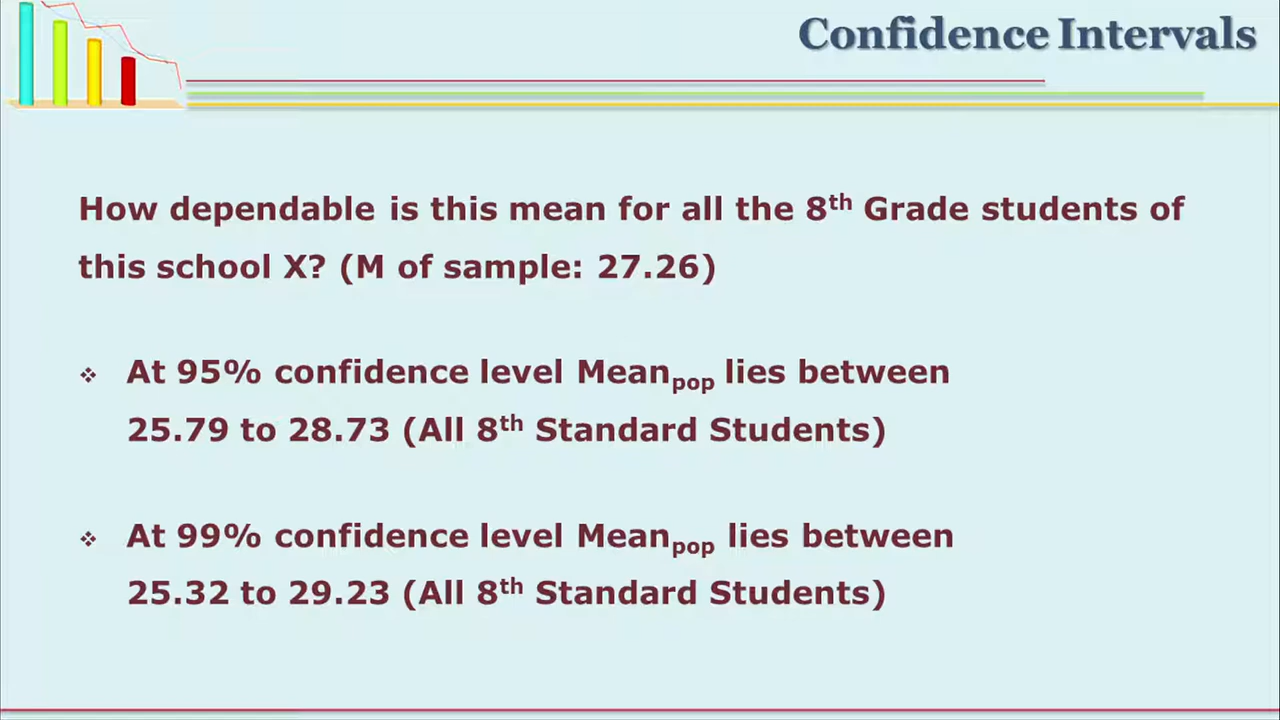 Confidence Intervals
How dependable is this mean for all the 8th Grade students of
this school X? (M of sample: 27.26)
❖ At 95% confidence level Meanpop lies between
25.79 to 28.73 (All 8th Standard Students)
❖ At 99% confidence level Meanpop lies between
25.32 to 29.23 (All 8th Standard Students)